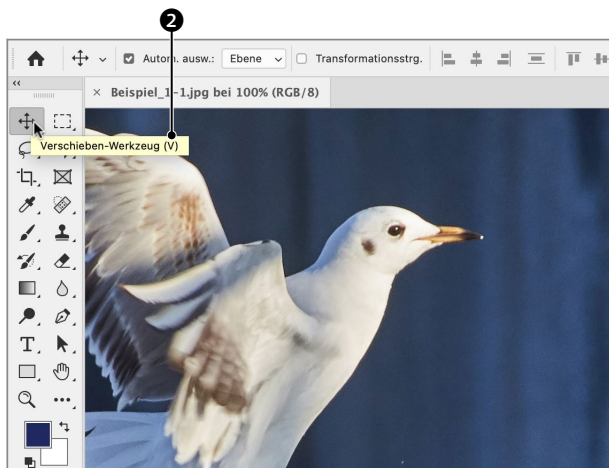 2
Autom. ausw.: Ebene Transformationsstrg.
× Beispiel_1-1.jpg bei 100% (RGB/8)
Verschieben-Werkzeug (V)